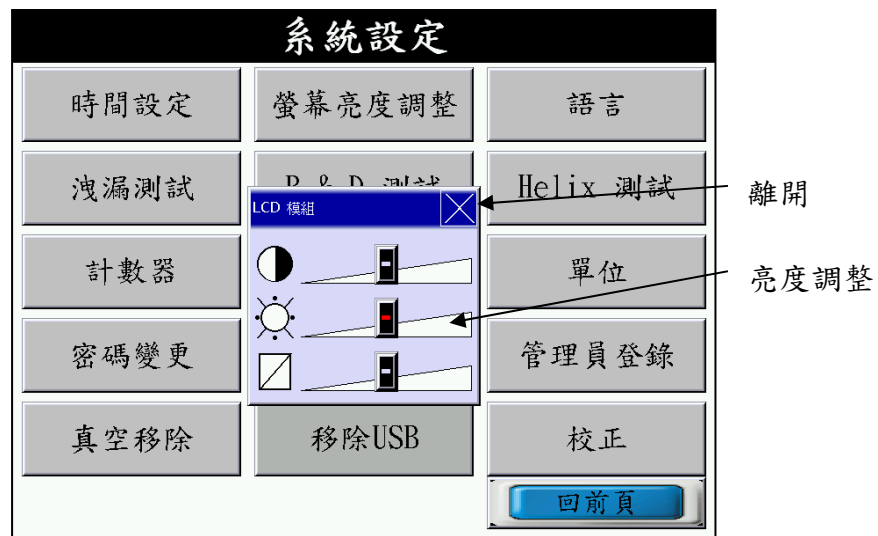 系統設定
時間設定
螢幕亮度調整
語言
洩漏測試
B & D 測試
Helix 測試
LCD 模組
離開
計數器
單位
亮度調整
密碼變更
管理員登錄
真空移除
移除USB
校正
回前頁